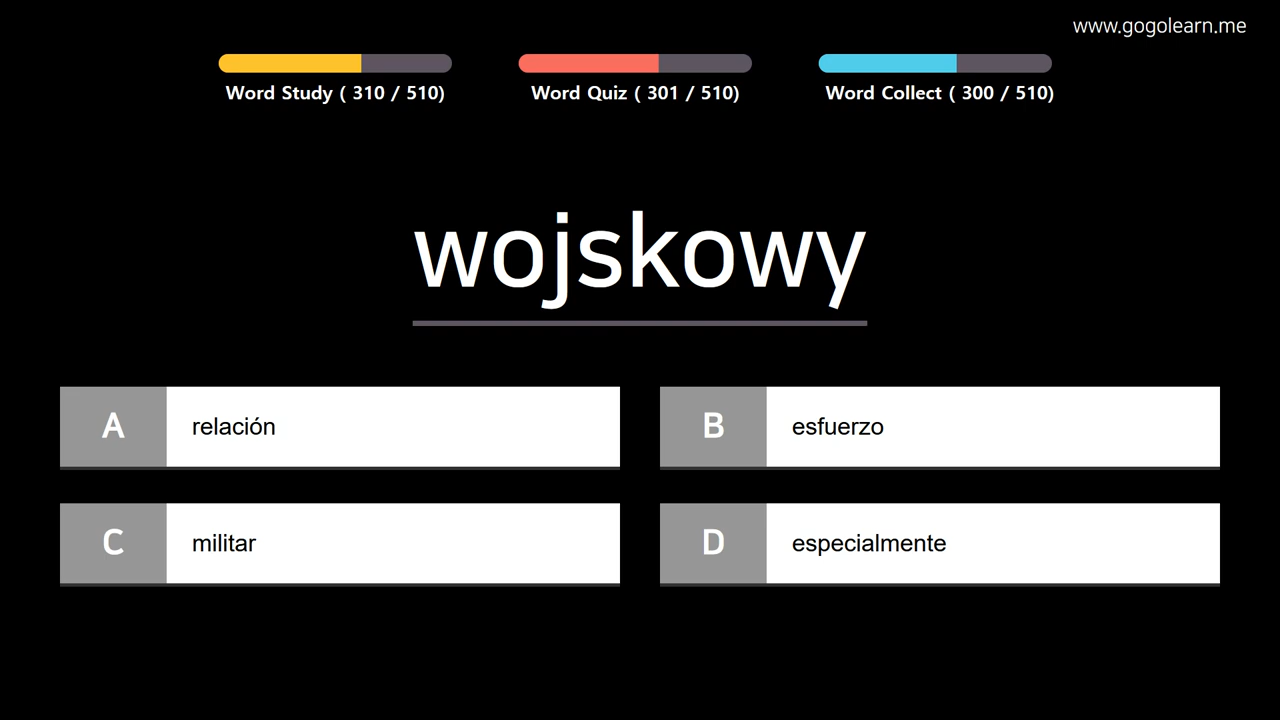 www.gogolearn.me
Word Study ( 310 / 510)
Word Quiz ( 301 / 510)
Word Collect ( 300 / 510)
wojskowy
A relación
B esfuerzo
C militar
D especialmente